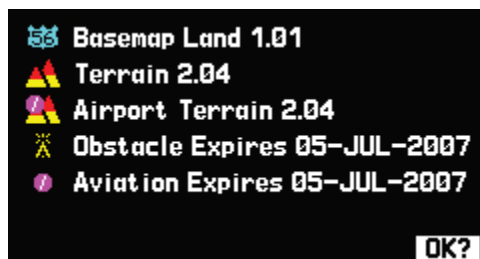 56 Basemap Land 1.01
Terrain 2.04
Airport Terrain 2.04
Obstacle Expires 05-JUL-2007
Aviation Expires 05-JUL-2007
OK?